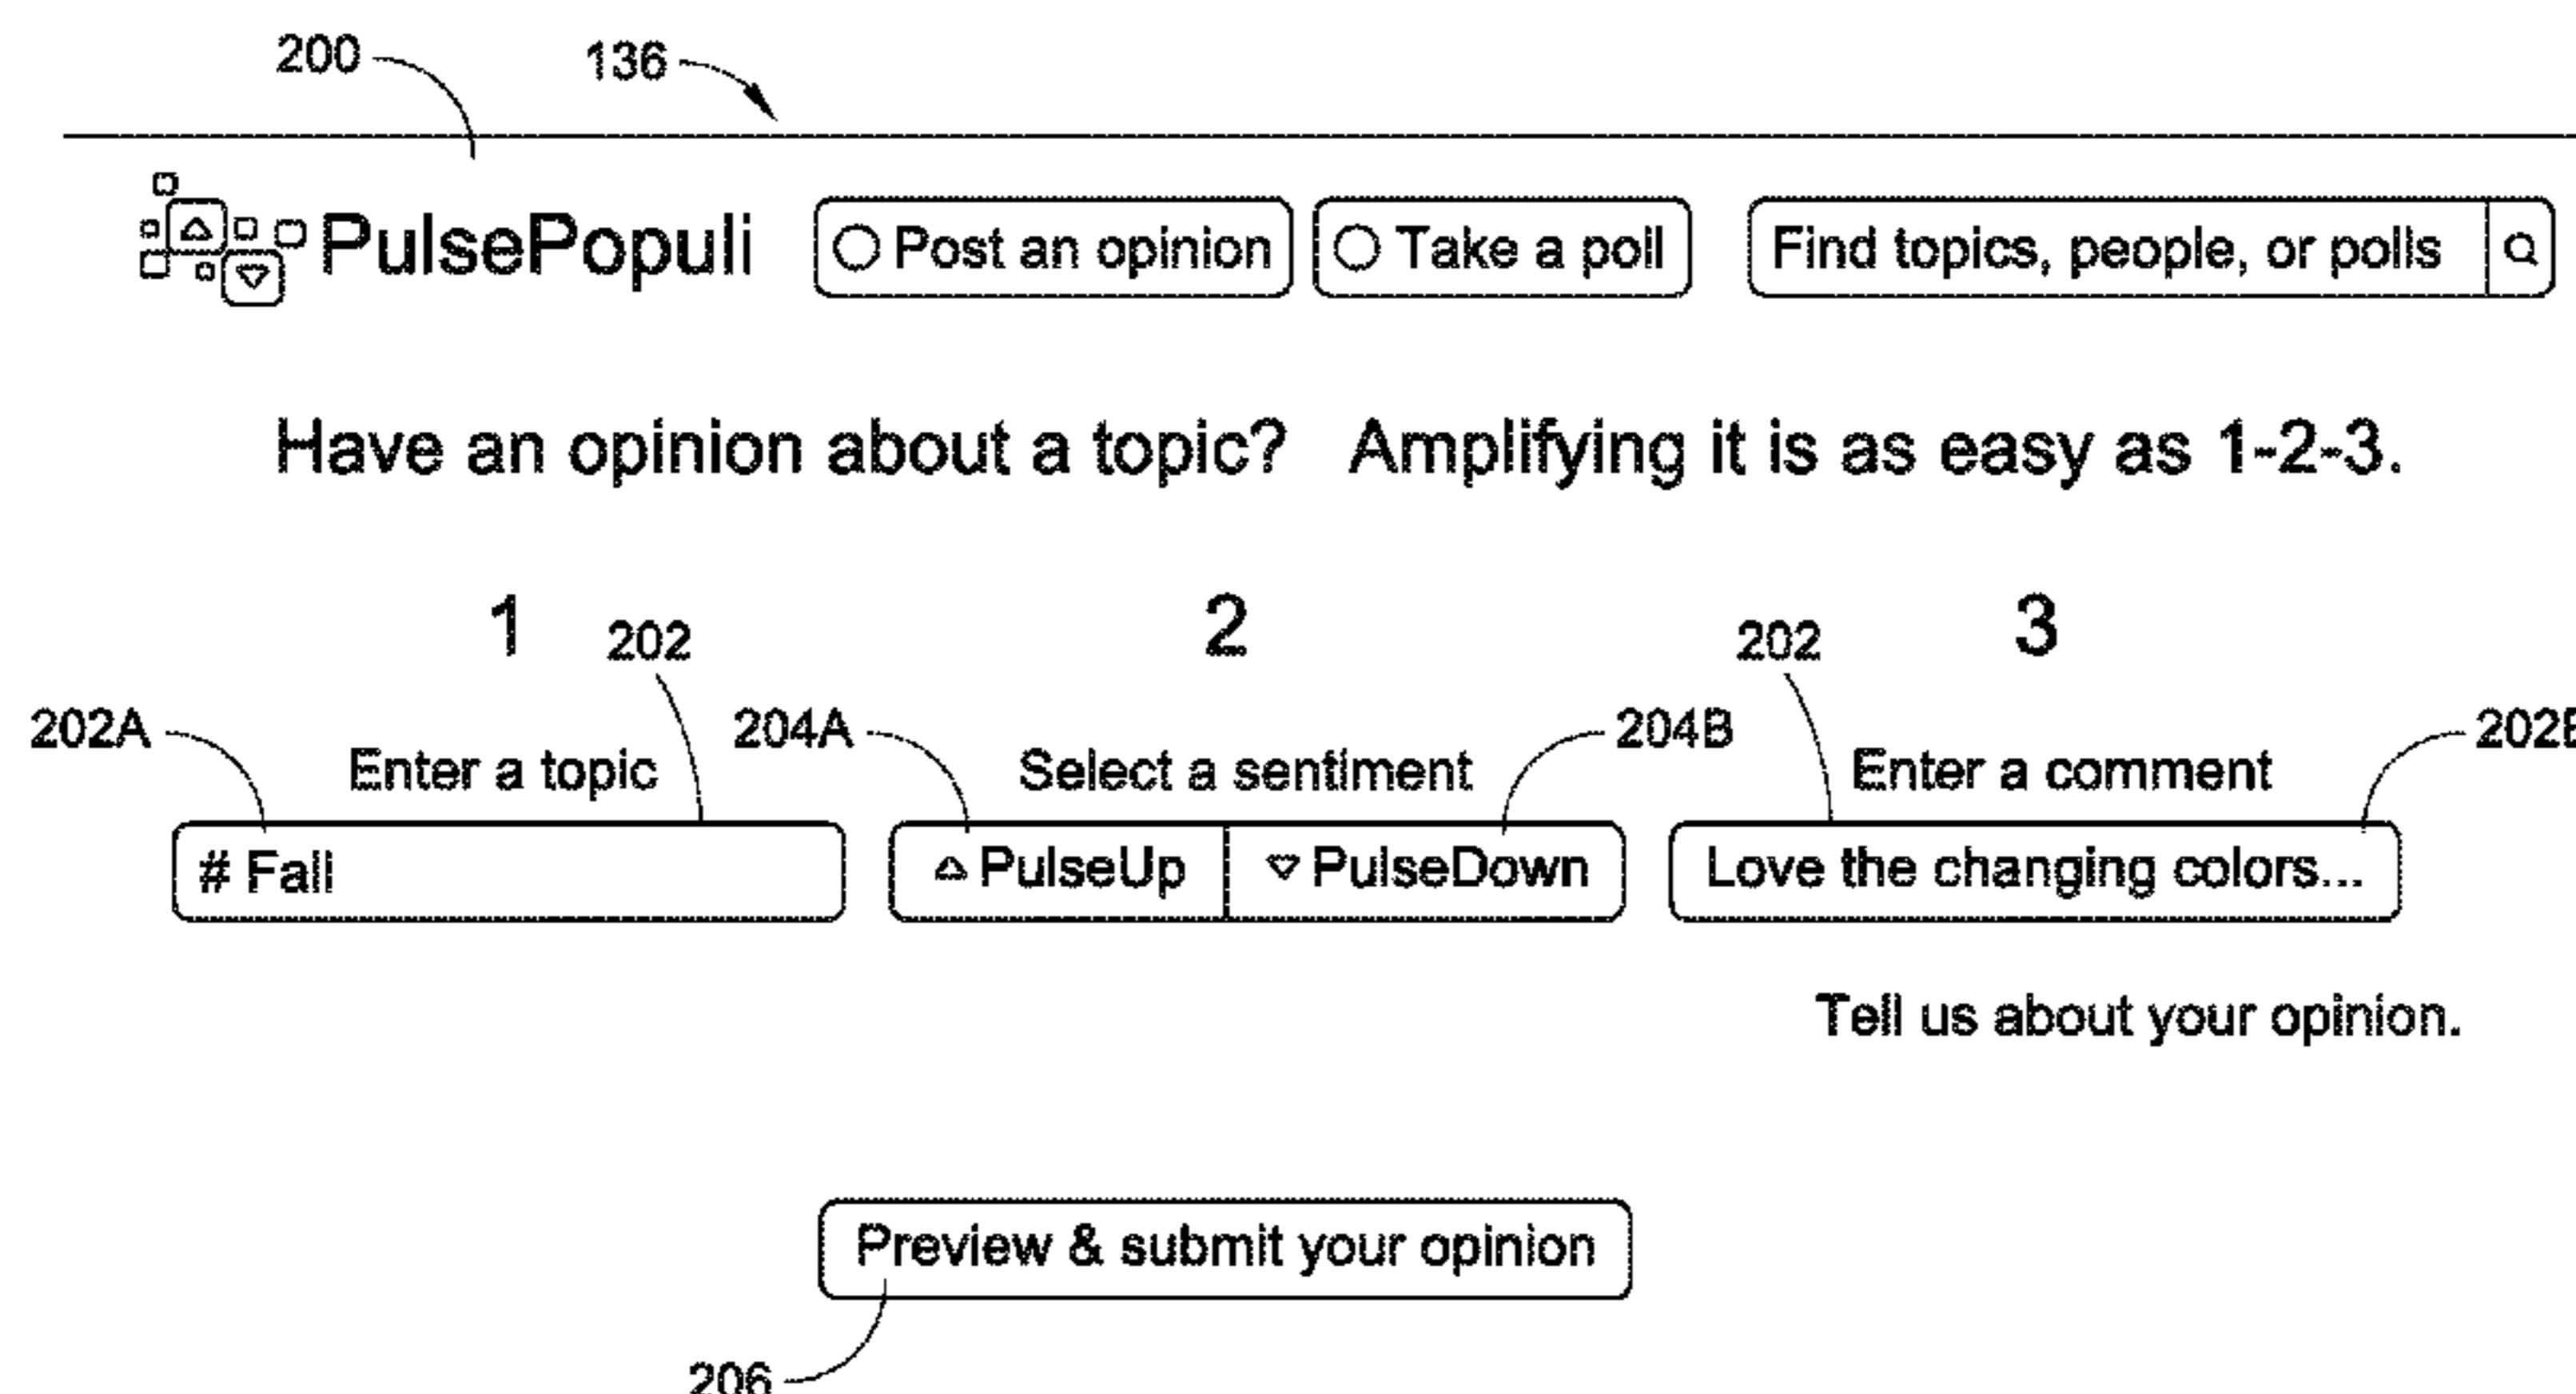 200 136
PulsePopuli Post an opinion Take a poll Find topics, people, or polls
Have an opinion about a topic? Amplifying it is as easy as 1-2-3.
1 2 3
202 202
202A 204A 204B
Enter a topic Select a sentiment Enter a comment
# Fall PulseUp PulseDown Love the changing colors...
Tell us about your opinion.
Preview & submit your opinion
206